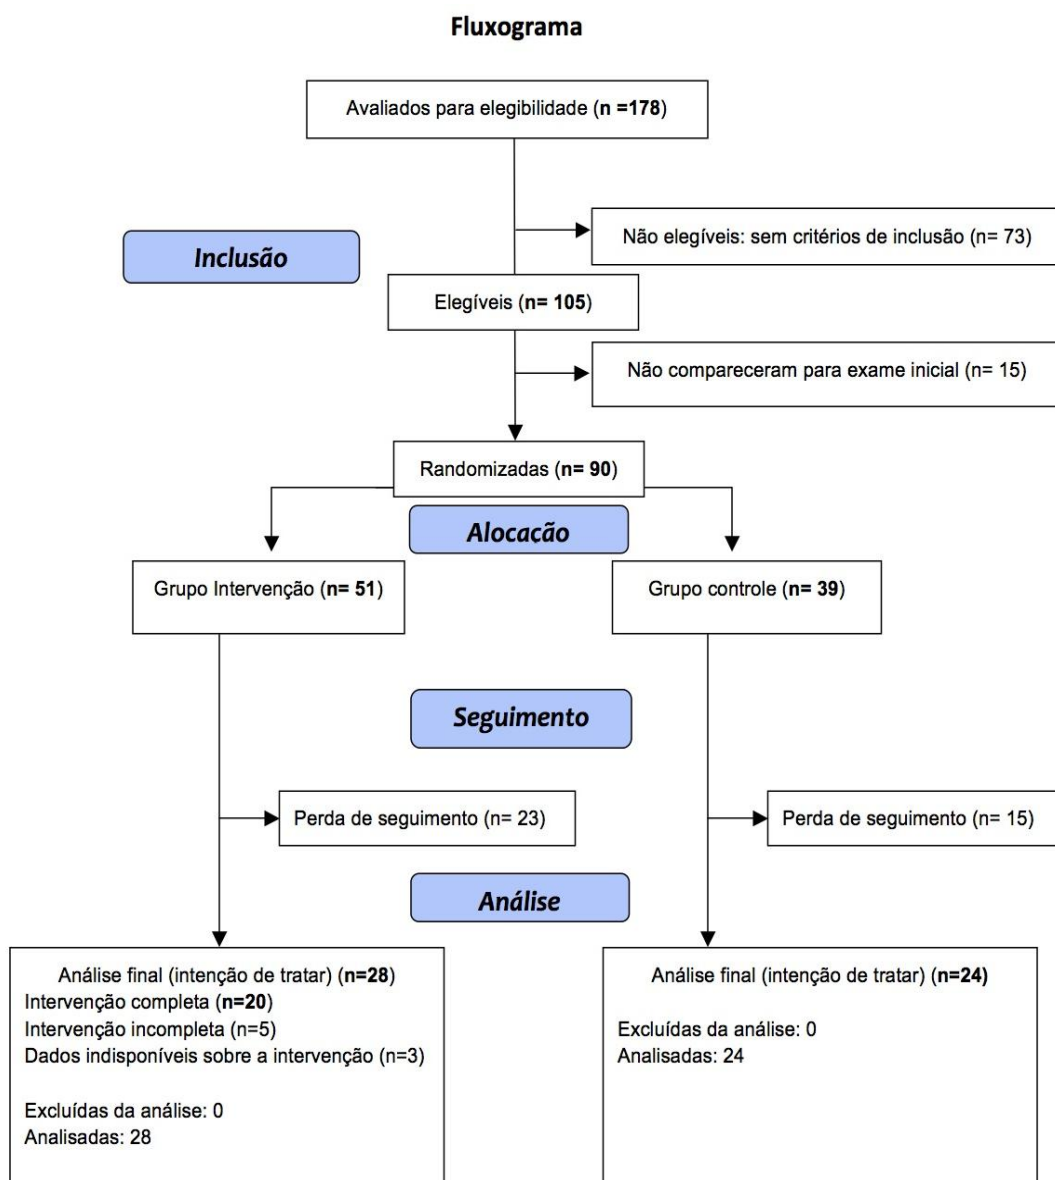 Fluxograma
Avaliados para elegibilidade (n =178)
Não elegíveis: sem critérios de inclusão (n= 73)
Inclusão
Elegíveis (n= 105)
Não compareceram para exame inicial (n= 15)
Randomizadas (n= 90)
Alocação
Grupo Intervenção (n= 51)
Grupo controle (n= 39)
Seguimento
Perda de seguimento (n= 23)
Perda de seguimento (n= 15)
Análise
Análise final (intenção de tratar) (n=28)
Intervenção completa (n=20)
Intervenção incompleta (n=5)
Dados indisponíveis sobre a intervenção (n=3)
Excluídas da análise: 0
Analisadas: 28
Análise final (intenção de tratar) (n=24)
Excluídas da análise: 0
Analisadas: 24